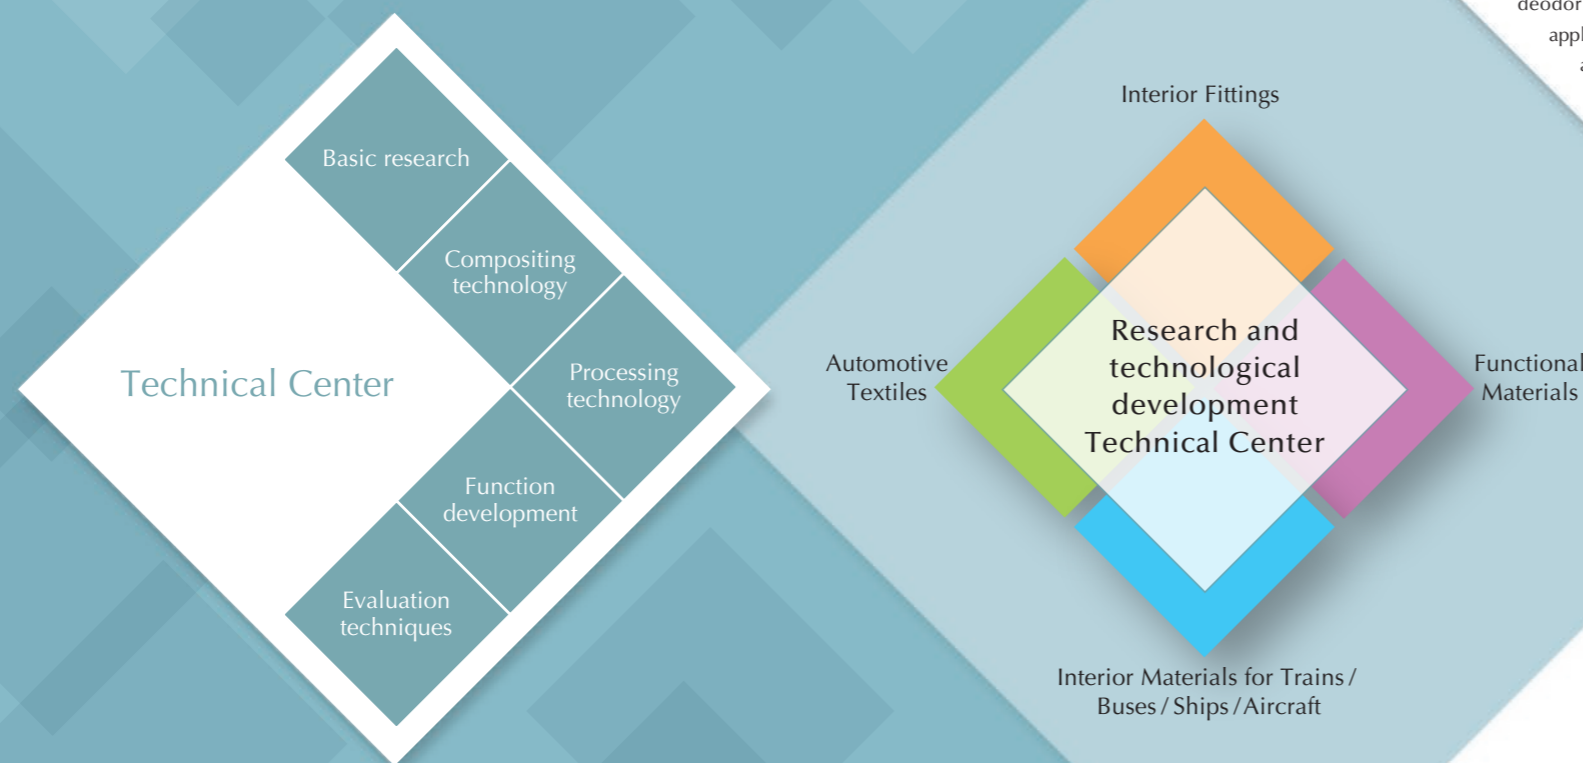 Basic research
Compositing
technology
Technical Center
Processing
technology
Function
development
Evaluation
techniques
Interior Fittings
Automotive
Textiles
Research and
technological
development
Technical Center
Functional
Materials
Interior Materials for Trains /
Buses / Ships / Aircraft